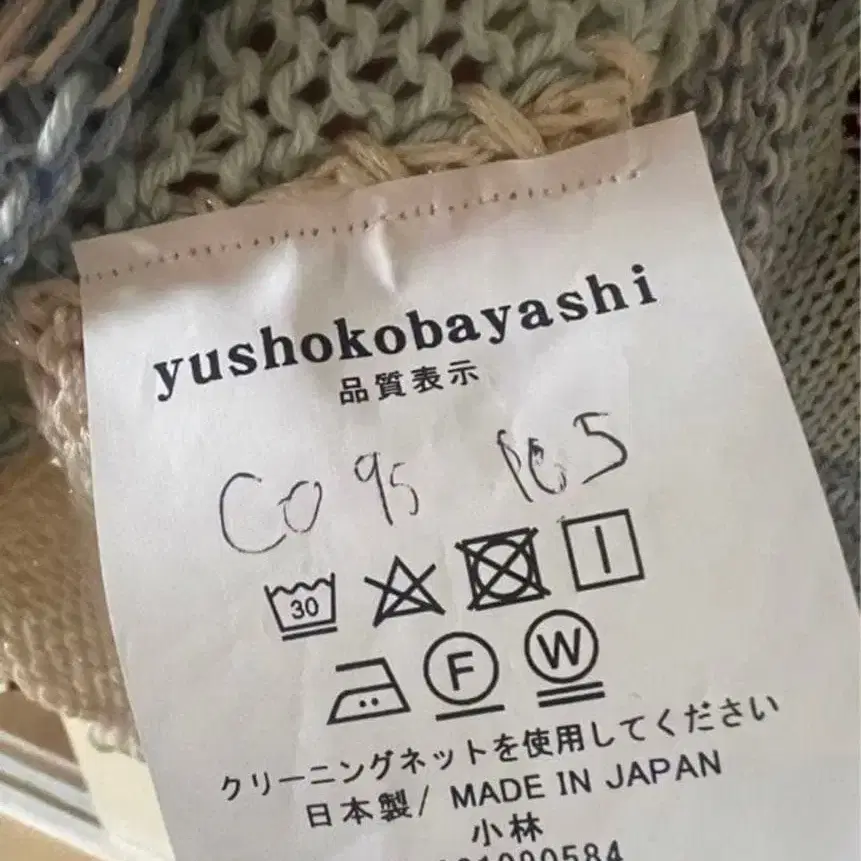 yushokobayashi
品質表示
CO 95 PE 5
30
F W
クリーニングネットを使用してください
日本製/ MADE IN JAPAN
小林